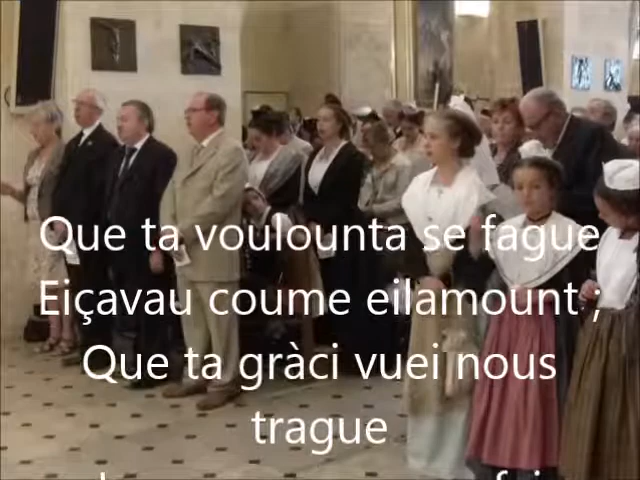 Que ta voulounta se fague
Eiçavau coume eilamount ;
Que ta gràci vuei nous
trague